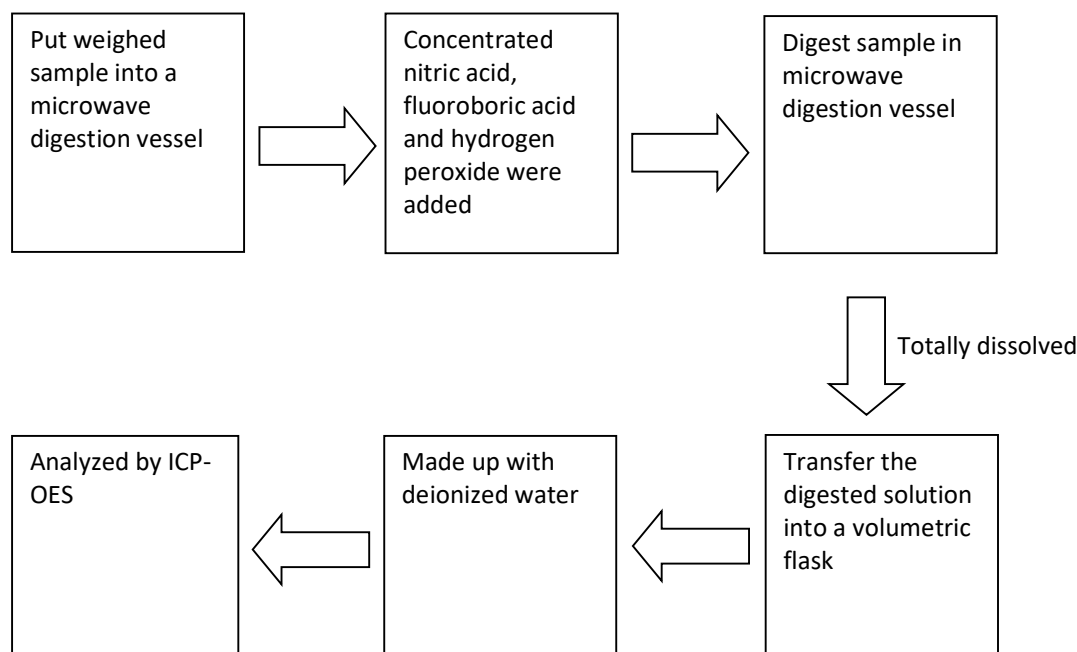 Put weighed
sample into a
microwave
digestion vessel
Concentrated
nitric acid,
fluoroboric acid
and hydrogen
peroxide were
added
Digest sample in
microwave
digestion vessel
Totally dissolved
Transfer the
digested solution
into a volumetric
flask
Made up with
deionized water
Analyzed by ICP-
OES